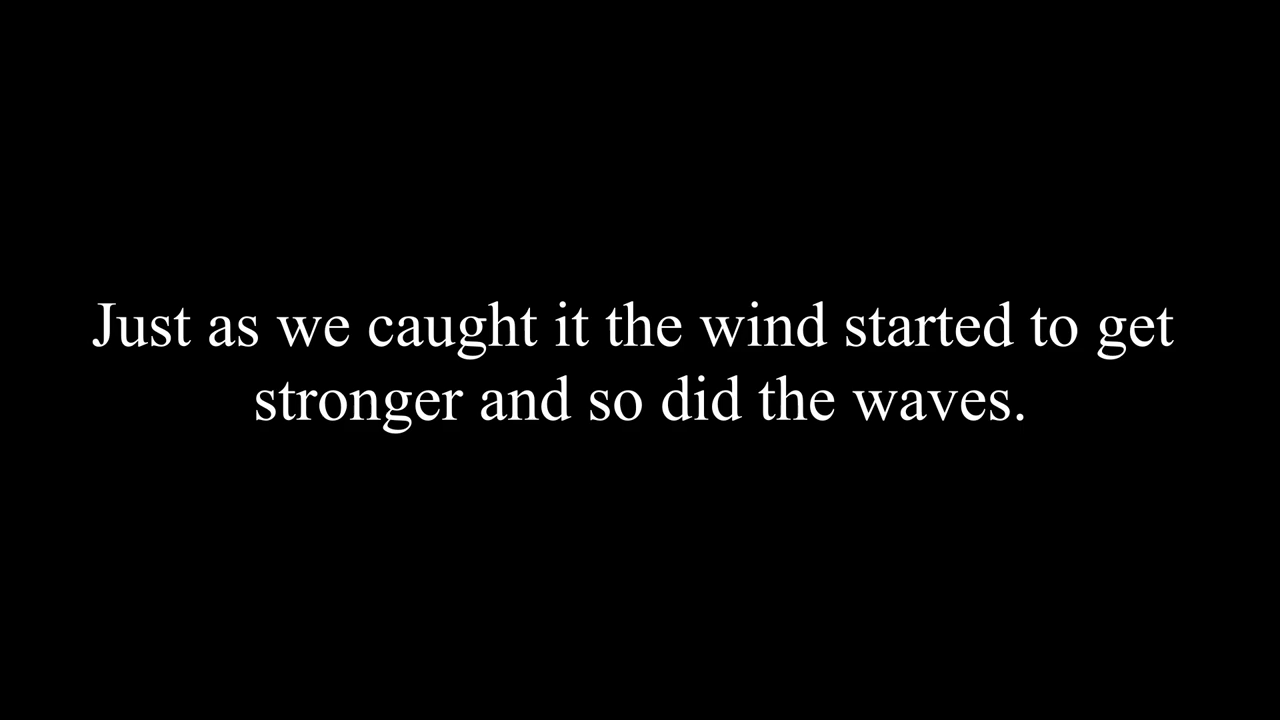 Just as we caught it the wind started to get
stronger and so did the waves.